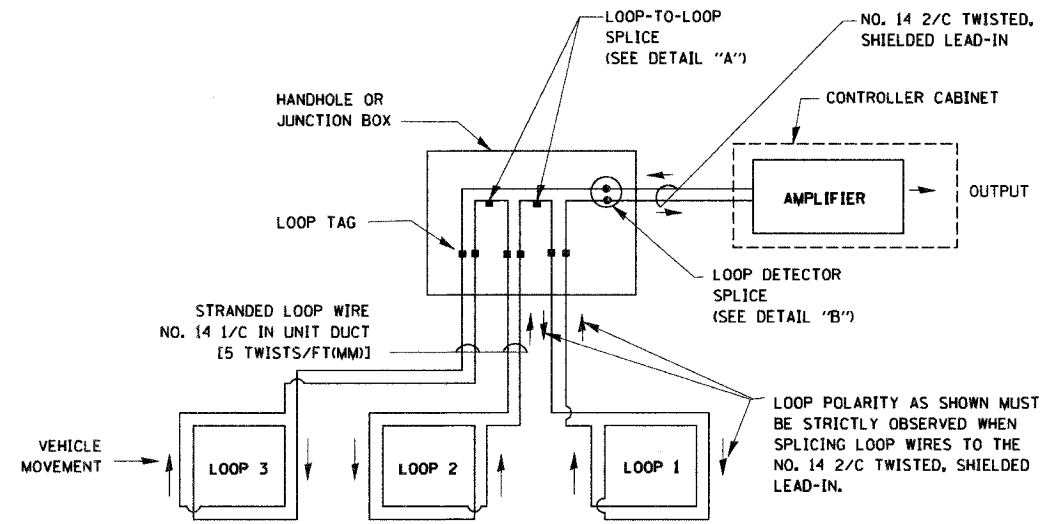 LOOP-TO-LOOP
SPLICE
(SEE DETAIL "A")
NO. 14 2/C TWISTED,
SHIELDED LEAD-IN
HANDHOLE OR
JUNCTION BOX
CONTROLLER CABINET
AMPLIFIER
OUTPUT
LOOP TAG
LOOP DETECTOR
SPLICE
(SEE DETAIL "B")
STRANDED LOOP WIRE
NO. 14 1/C IN UNIT DUCT
[5 TWISTS/FT(MM)]
LOOP POLARITY AS SHOWN MUST
BE STRICTLY OBSERVED WHEN
SPLICING LOOP WIRES TO THE
NO. 14 2/C TWISTED, SHIELDED
LEAD-IN.
VEHICLE
MOVEMENT
LOOP 3
LOOP 2
LOOP 1